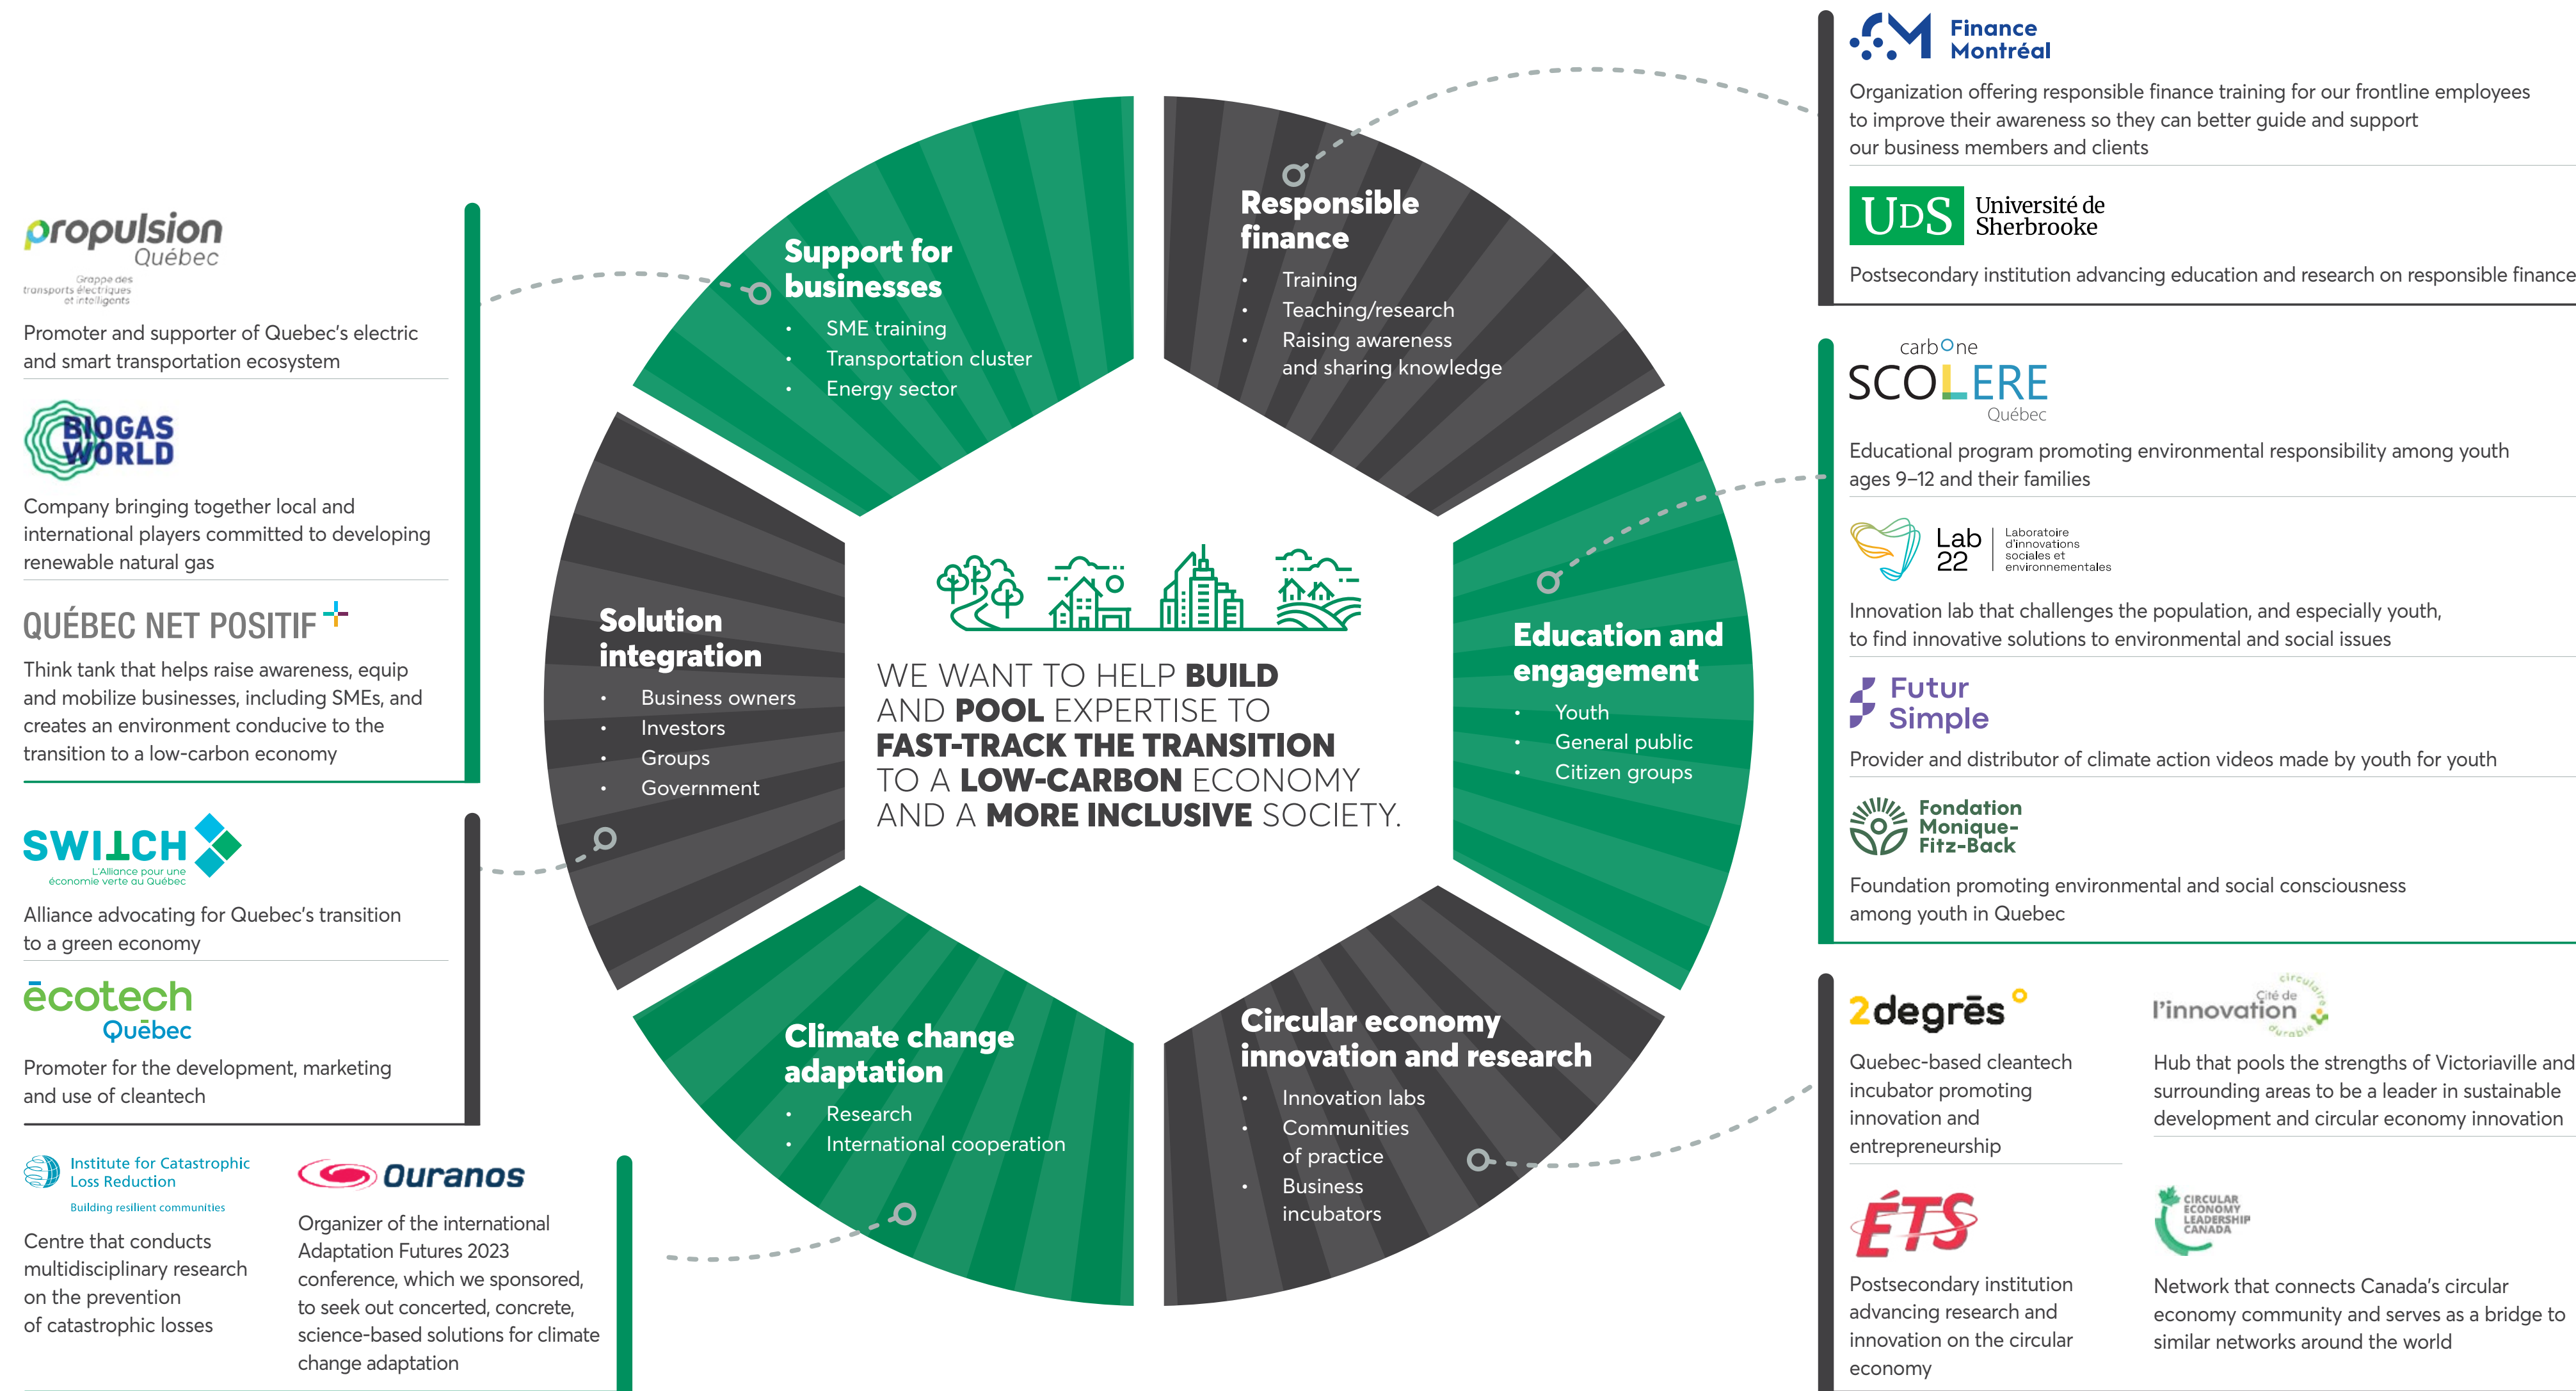 propulsion
Québec
Grappe des
transports électriques
et intelligents
Promoter and supporter of Quebec's electric
and smart transportation ecosystem
BIOGAS
WORLD
Company bringing together local and
international players committed to developing
renewable natural gas
QUÉBEC NET POSITIF
Think tank that helps raise awareness, equip
and mobilize businesses, including SMEs, and
creates an environment conducive to the
transition to a low-carbon economy
SWITCH
L'Alliance pour une
économie verte au Québec
Alliance advocating for Quebec's transition
to a green economy
ēcotech
Quēbec
Promoter for the development, marketing
and use of cleantech
Institute for Catastrophic
Loss Reduction
Building resilient communities
Centre that conducts
multidisciplinary research
on the prevention
of catastrophic losses
Ouranos
Organizer of the international
Adaptation Futures 2023
conference, which we sponsored,
to seek out concerted, concrete,
science-based solutions for climate
change adaptation
Support for
businesses
• SME training
• Transportation cluster
• Energy sector
Responsible
finance
• Training
• Teaching/research
• Raising awareness
and sharing knowledge
Solution
integration
• Business owners
• Investors
• Groups
• Government
WE WANT TO HELP BUILD
AND POOL EXPERTISE TO
FAST-TRACK THE TRANSITION
TO A LOW-CARBON ECONOMY
AND A MORE INCLUSIVE SOCIETY.
Education and
engagement
• Youth
• General public
• Citizen groups
Climate change
adaptation
• Research
• International cooperation
Circular economy
innovation and research
• Innovation labs
• Communities
of practice
• Business
incubators
Finance
Montréal
Organization offering responsible finance training for our frontline employees
to improve their awareness so they can better guide and support
our business members and clients
UDS
Université de
Sherbrooke
Postsecondary institution advancing education and research on responsible finance
carbone
SCOLERE
Québec
Educational program promoting environmental responsibility among youth
ages 9–12 and their families
Lab
22
Laboratoire
d'innovations
sociales et
environnementales
Innovation lab that challenges the population, and especially youth,
to find innovative solutions to environmental and social issues
Futur
Simple
Provider and distributor of climate action videos made by youth for youth
Fondation
Monique-
Fitz-Back
Foundation promoting environmental and social consciousness
among youth in Quebec
2degrēs
Quebec-based cleantech
incubator promoting
innovation and
entrepreneurship
circulaire
Cité de
l'innovation
durable
Hub that pools the strengths of Victoriaville and
surrounding areas to be a leader in sustainable
development and circular economy innovation
ÉTS
Postsecondary institution
advancing research and
innovation on the circular
economy
CIRCULAR
ECONOMY
LEADERSHIP
CANADA
Network that connects Canada's circular
economy community and serves as a bridge to
similar networks around the world